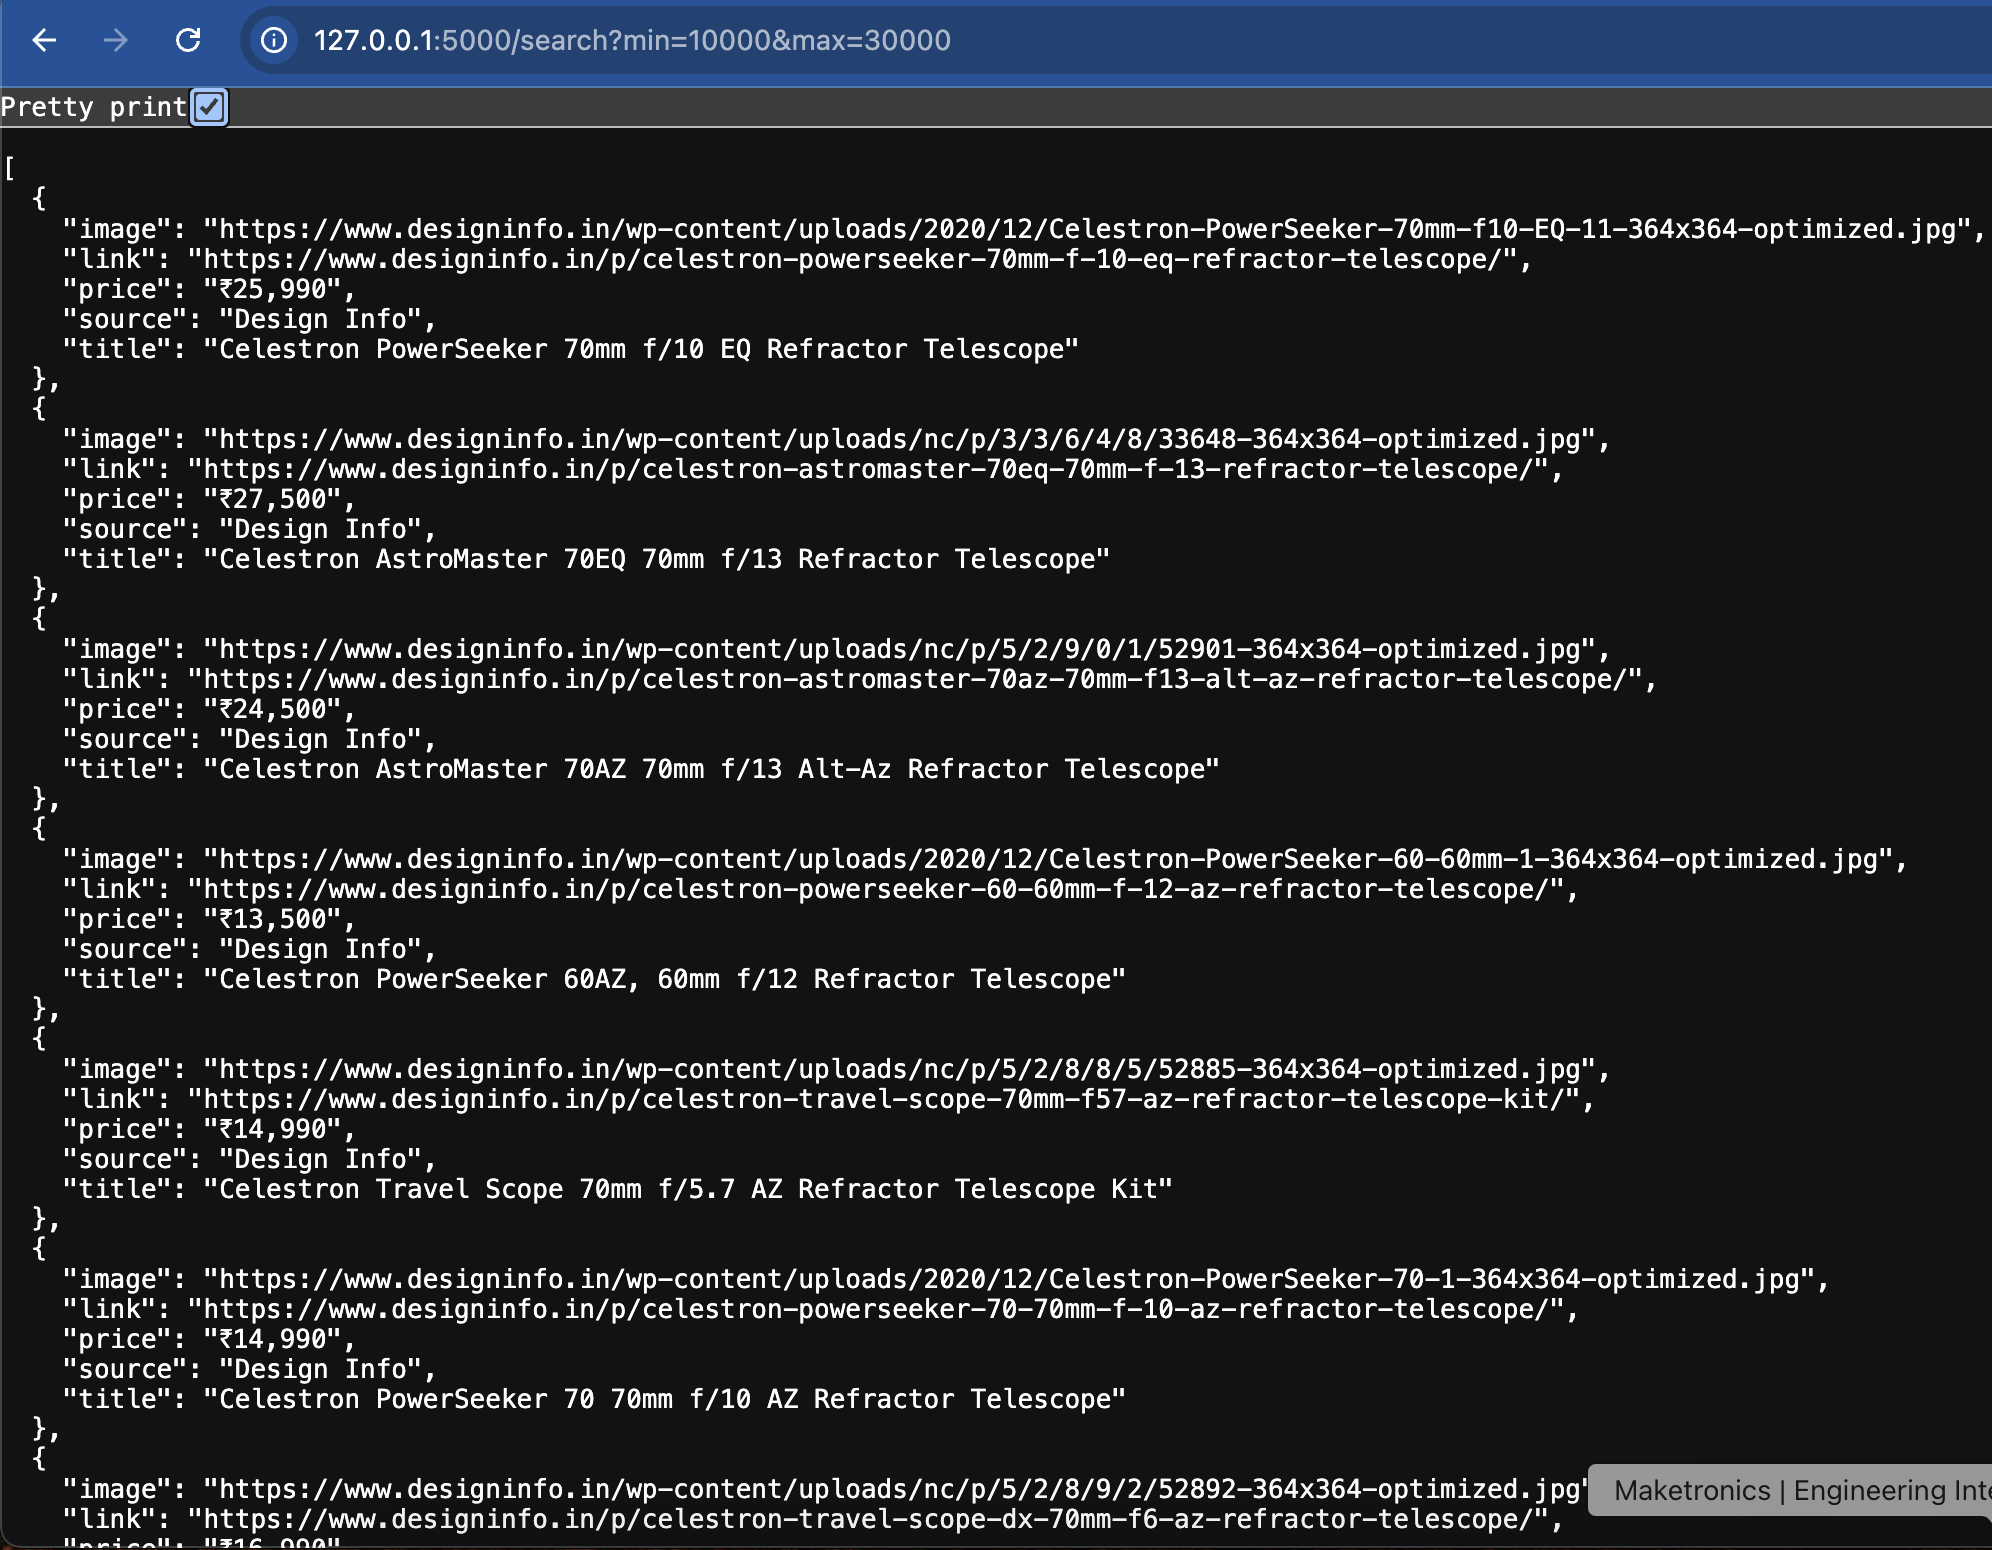 127.0.0.1:5000/search?min=10000&max=30000
Pretty print
[
  {
    "image": "https://www.designinfo.in/wp-content/uploads/2020/12/Celestron-PowerSeeker-70mm-f10-EQ-11-364x364-optimized.jpg",
    "link": "https://www.designinfo.in/p/celestron-powerseeker-70mm-f-10-eq-refractor-telescope/",
    "price": "₹25,990",
    "source": "Design Info",
    "title": "Celestron PowerSeeker 70mm f/10 EQ Refractor Telescope"
  },
  {
    "image": "https://www.designinfo.in/wp-content/uploads/nc/p/3/3/6/4/8/33648-364x364-optimized.jpg",
    "link": "https://www.designinfo.in/p/celestron-astromaster-70eq-70mm-f-13-refractor-telescope/",
    "price": "₹27,500",
    "source": "Design Info",
    "title": "Celestron AstroMaster 70EQ 70mm f/13 Refractor Telescope"
  },
  {
    "image": "https://www.designinfo.in/wp-content/uploads/nc/p/5/2/9/0/1/52901-364x364-optimized.jpg",
    "link": "https://www.designinfo.in/p/celestron-astromaster-70az-70mm-f13-alt-az-refractor-telescope/",
    "price": "₹24,500",
    "source": "Design Info",
    "title": "Celestron AstroMaster 70AZ 70mm f/13 Alt-Az Refractor Telescope"
  },
  {
    "image": "https://www.designinfo.in/wp-content/uploads/2020/12/Celestron-PowerSeeker-60-60mm-1-364x364-optimized.jpg",
    "link": "https://www.designinfo.in/p/celestron-powerseeker-60-60mm-f-12-az-refractor-telescope/",
    "price": "₹13,500",
    "source": "Design Info",
    "title": "Celestron PowerSeeker 60AZ, 60mm f/12 Refractor Telescope"
  },
  {
    "image": "https://www.designinfo.in/wp-content/uploads/nc/p/5/2/8/8/5/52885-364x364-optimized.jpg",
    "link": "https://www.designinfo.in/p/celestron-travel-scope-70mm-f57-az-refractor-telescope-kit/",
    "price": "₹14,990",
    "source": "Design Info",
    "title": "Celestron Travel Scope 70mm f/5.7 AZ Refractor Telescope Kit"
  },
  {
    "image": "https://www.designinfo.in/wp-content/uploads/2020/12/Celestron-PowerSeeker-70-1-364x364-optimized.jpg",
    "link": "https://www.designinfo.in/p/celestron-powerseeker-70-70mm-f-10-az-refractor-telescope/",
    "price": "₹14,990",
    "source": "Design Info",
    "title": "Celestron PowerSeeker 70 70mm f/10 AZ Refractor Telescope"
  },
  {
    "image": "https://www.designinfo.in/wp-content/uploads/nc/p/5/2/8/9/2/52892-364x364-optimized.jpg"
Maketronics | Engineering Inte
    "link": "https://www.designinfo.in/p/celestron-travel-scope-dx-70mm-f6-az-refractor-telescope/",
    "price": "₹16,990"